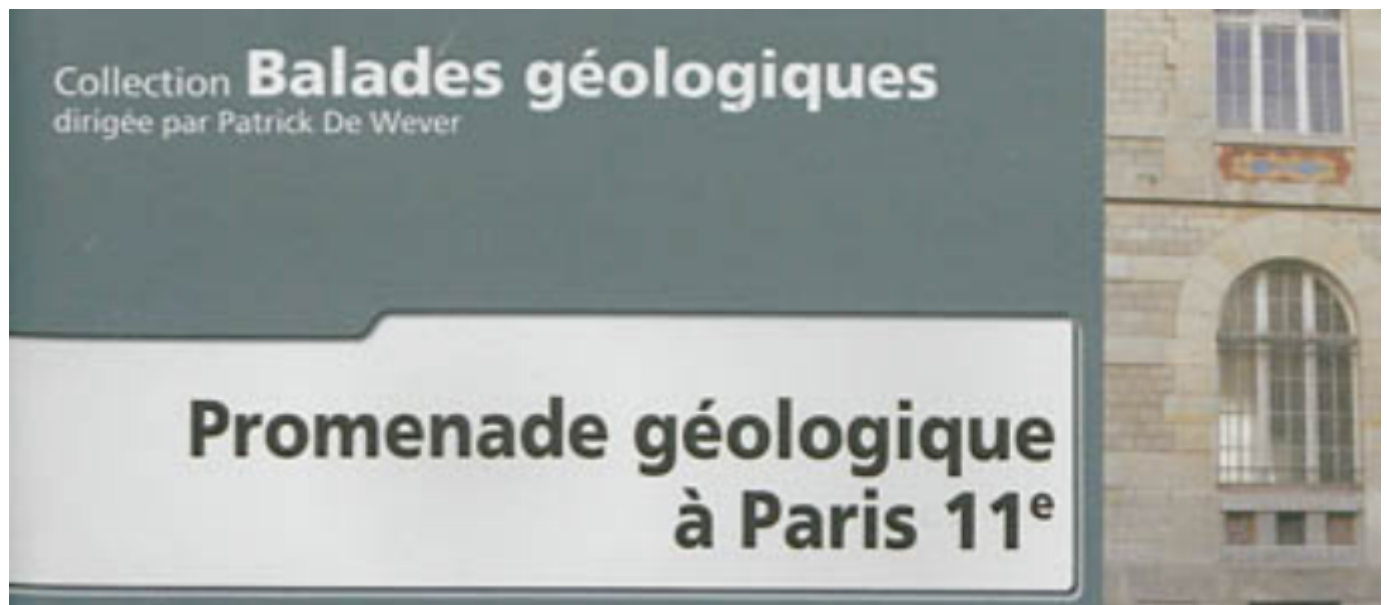 Collection Balades géologiques
dirigée par Patrick De Wever
Promenade géologique
à Paris 11e